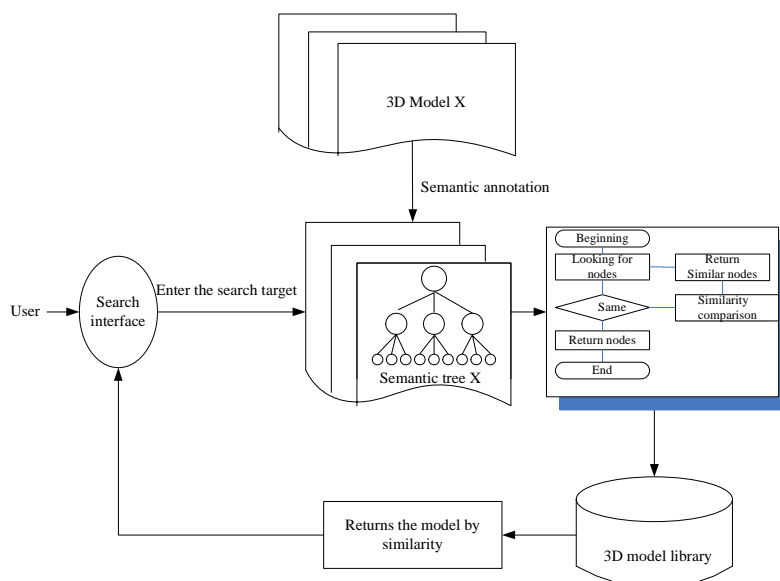 3D Model X
Semantic annotation
User
Search
interface
Enter the search target
Semantic tree X
Beginning
Looking for
nodes
Return
Similar nodes
Same
Similarity
comparison
Return nodes
End
Returns the model by
similarity
3D model library